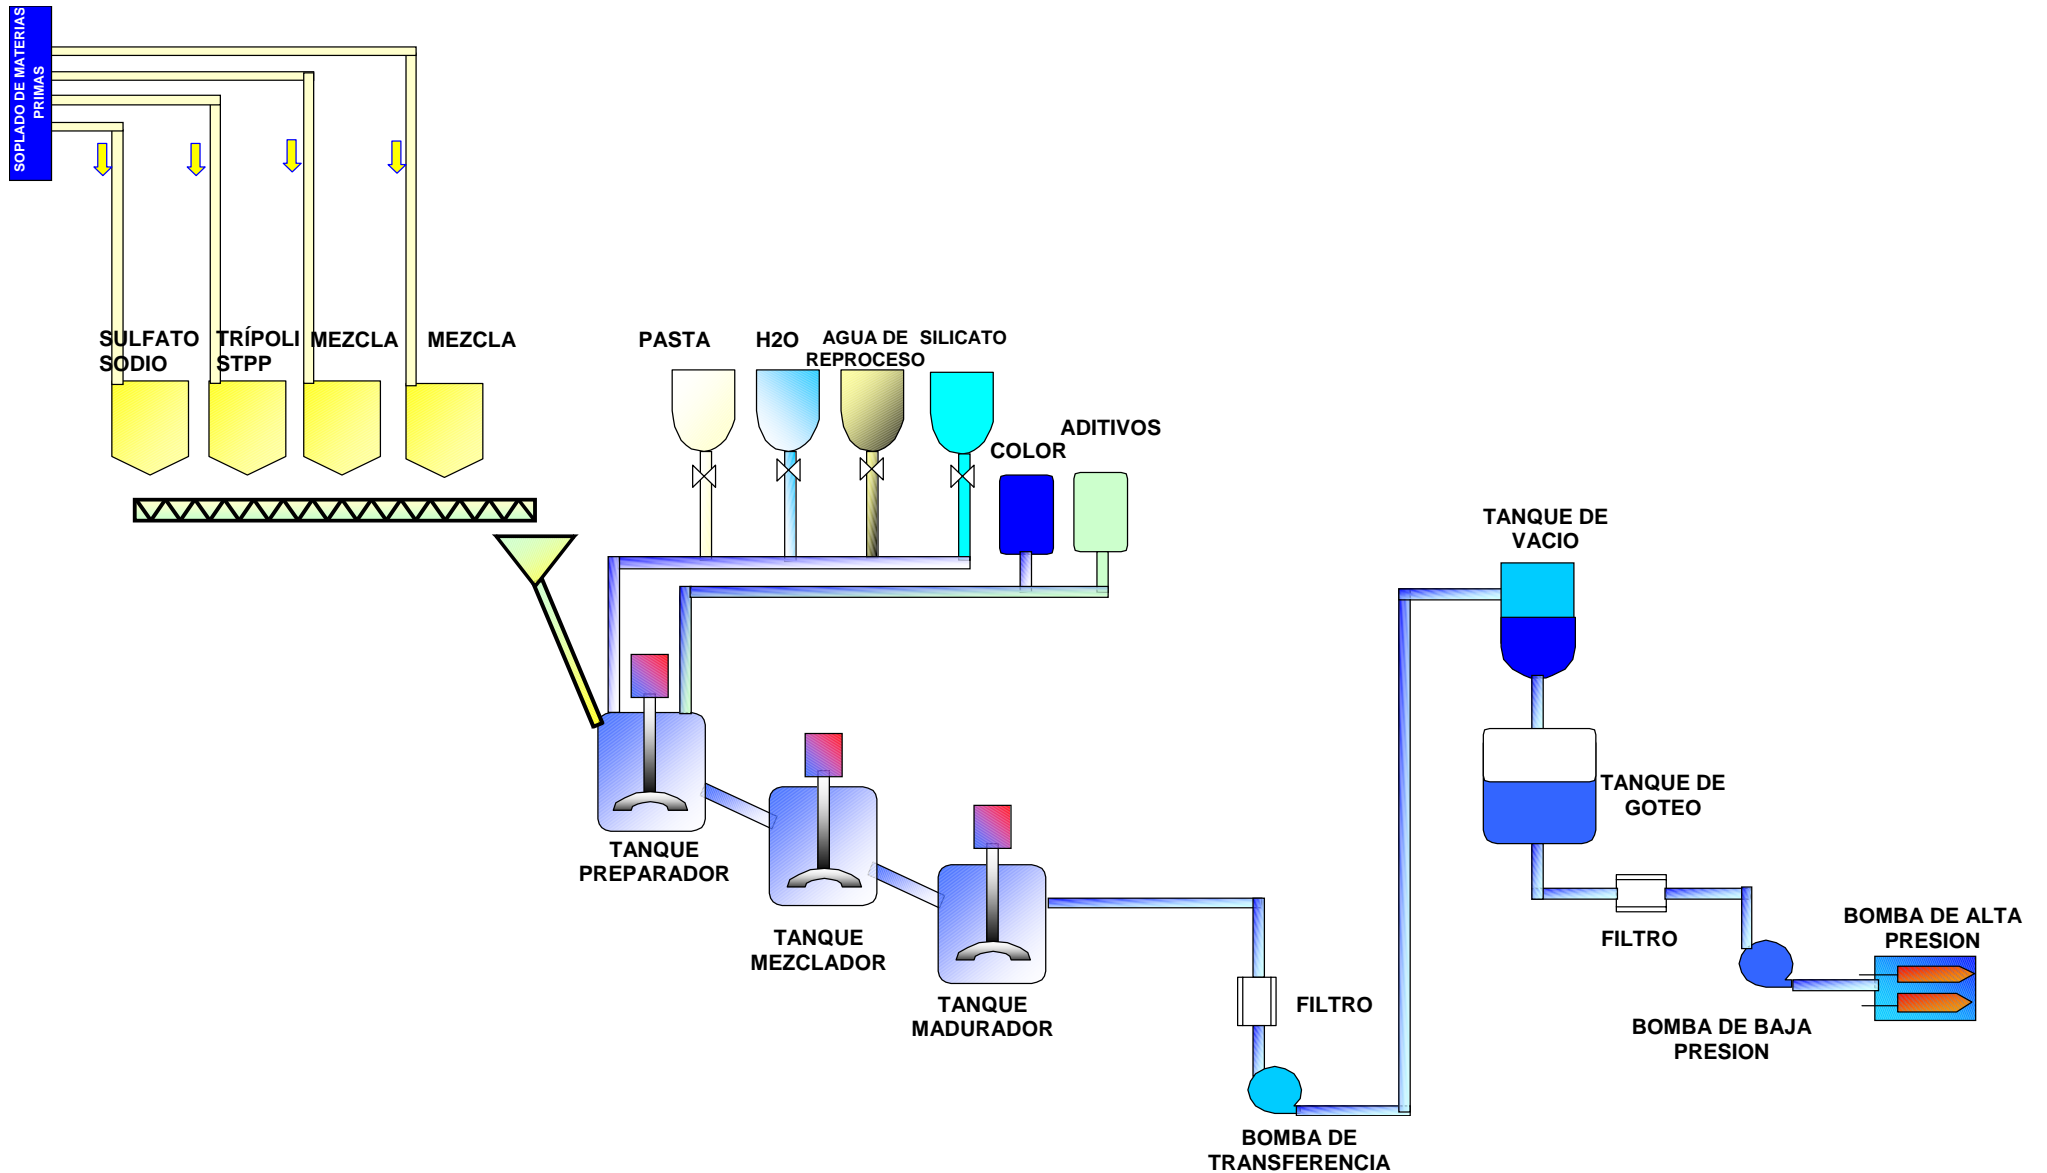 SOPLADO DE MATERIAS
PRIMAS
SULFATO
SODIO
TRÍPOLI
STPP
MEZCLA
MEZCLA
PASTA
H2O
AGUA DE
REPROCESO
SILICATO
COLOR
ADITIVOS
TANQUE DE
VACIO
TANQUE DE
GOTEO
TANQUE
PREPARADOR
TANQUE
MEZCLADOR
TANQUE
MADURADOR
FILTRO
BOMBA DE
TRANSFERENCIA
FILTRO
BOMBA DE BAJA
PRESION
BOMBA DE ALTA
PRESION